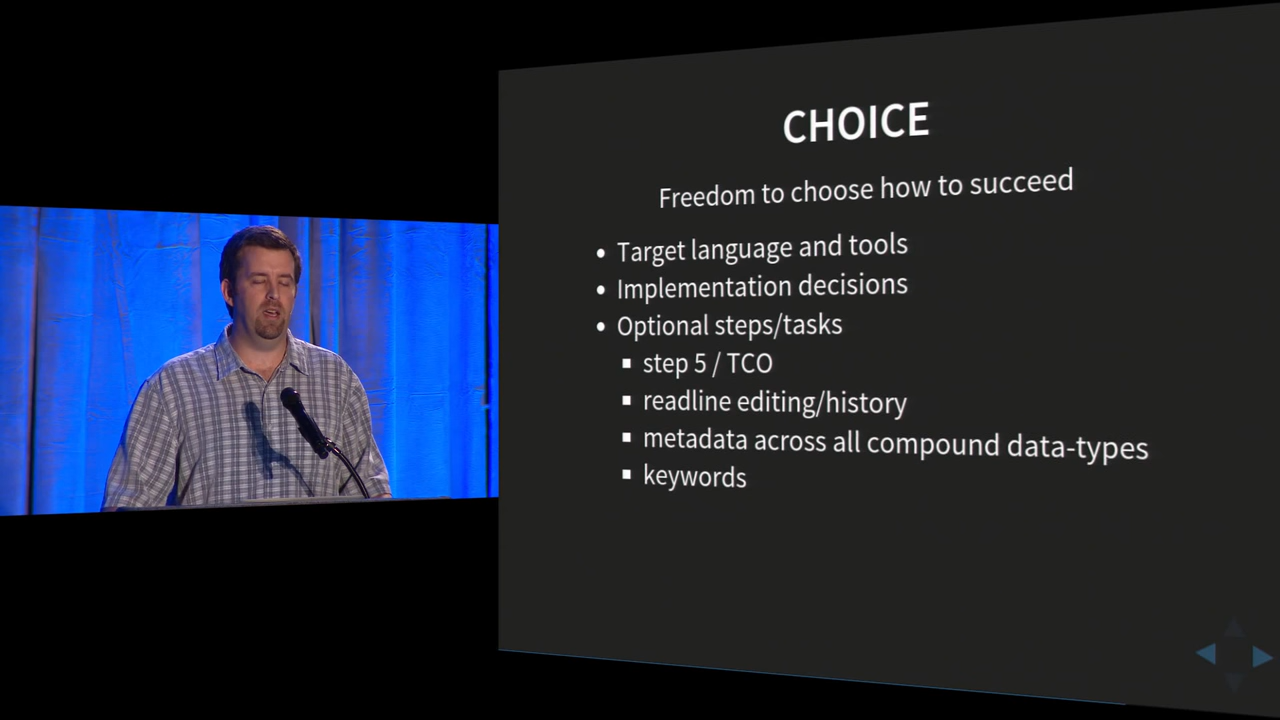 CHOICE
Freedom to choose how to succeed
• Target language and tools
• Implementation decisions
• Optional steps/tasks
▪ step 5 / TCO
▪ readline editing/history
▪ metadata across all compound data-types
▪ keywords